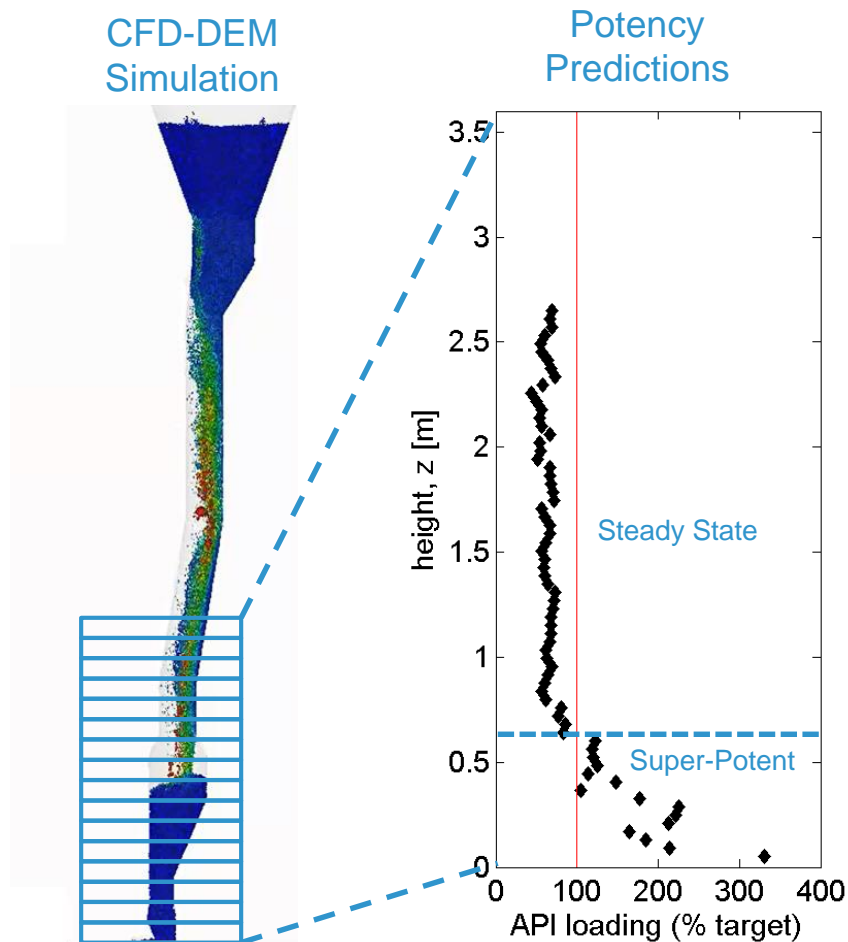 CFD-DEM
Simulation
Potency
Predictions
3.5
3
2.5
2
1.5
1
0.5
0
height, z [m]
Steady State
Super-Potent
0 100 200 300 400
API loading (% target)